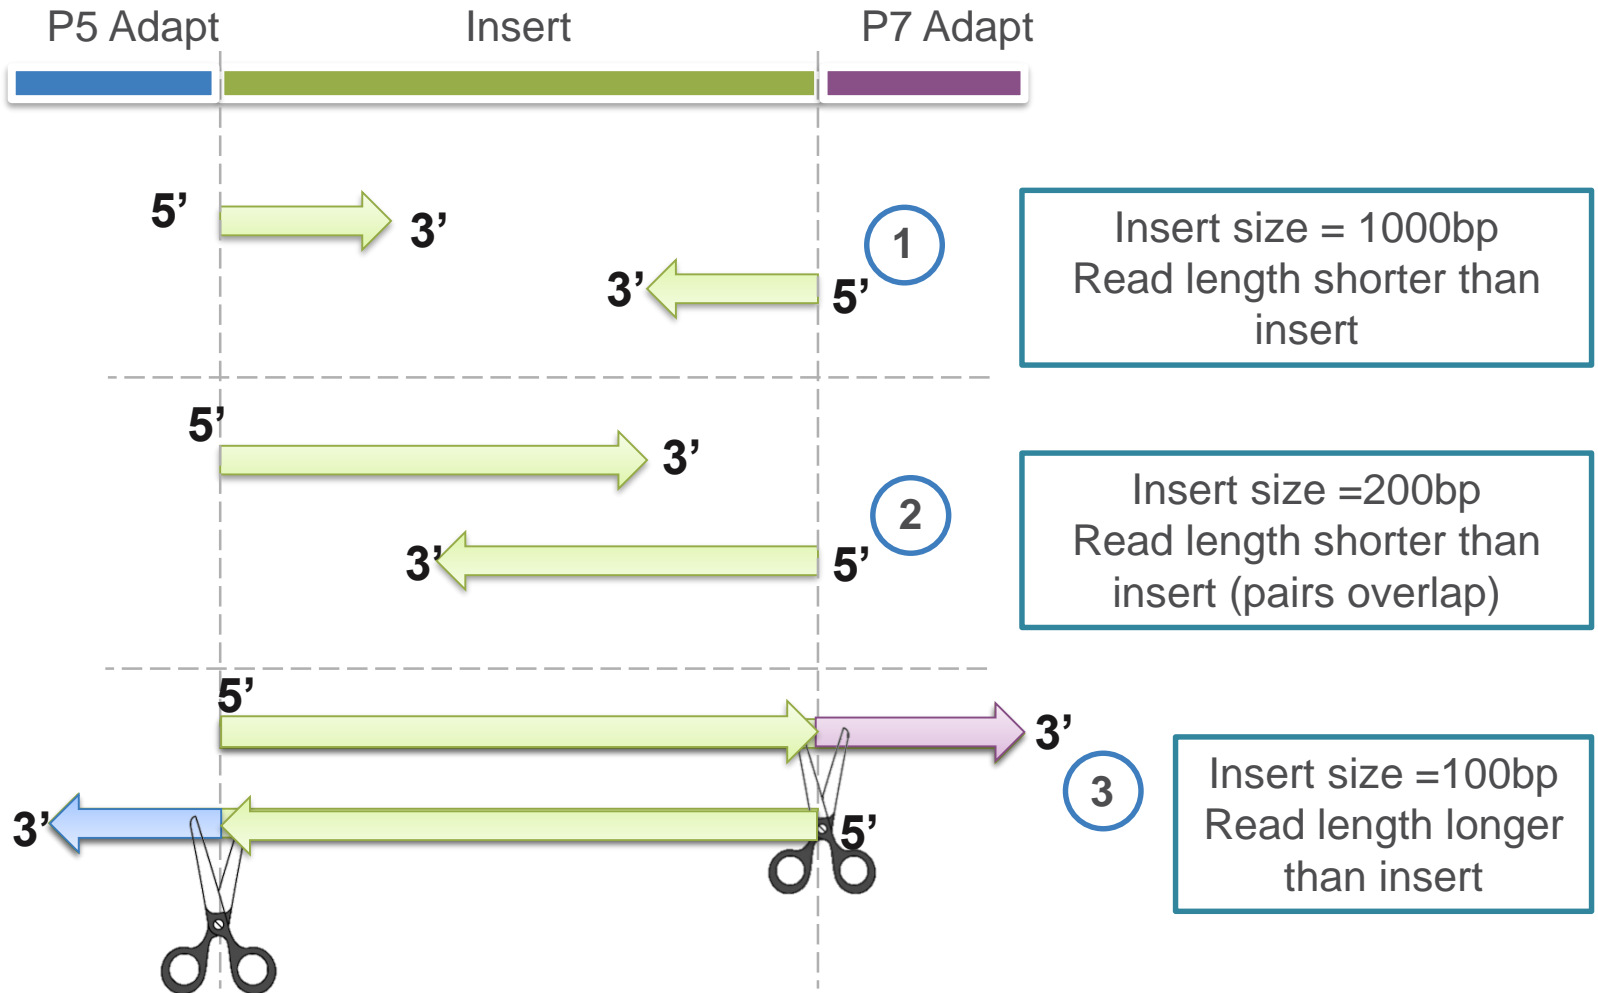 P5 Adapt
Insert
P7 Adapt
5’
3’
3’
5’
1
Insert size = 1000bp
Read length shorter than
insert
5’
3’
3’
5’
2
Insert size =200bp
Read length shorter than
insert (pairs overlap)
5’
3’
3’
5’
3
Insert size =100bp
Read length longer
than insert